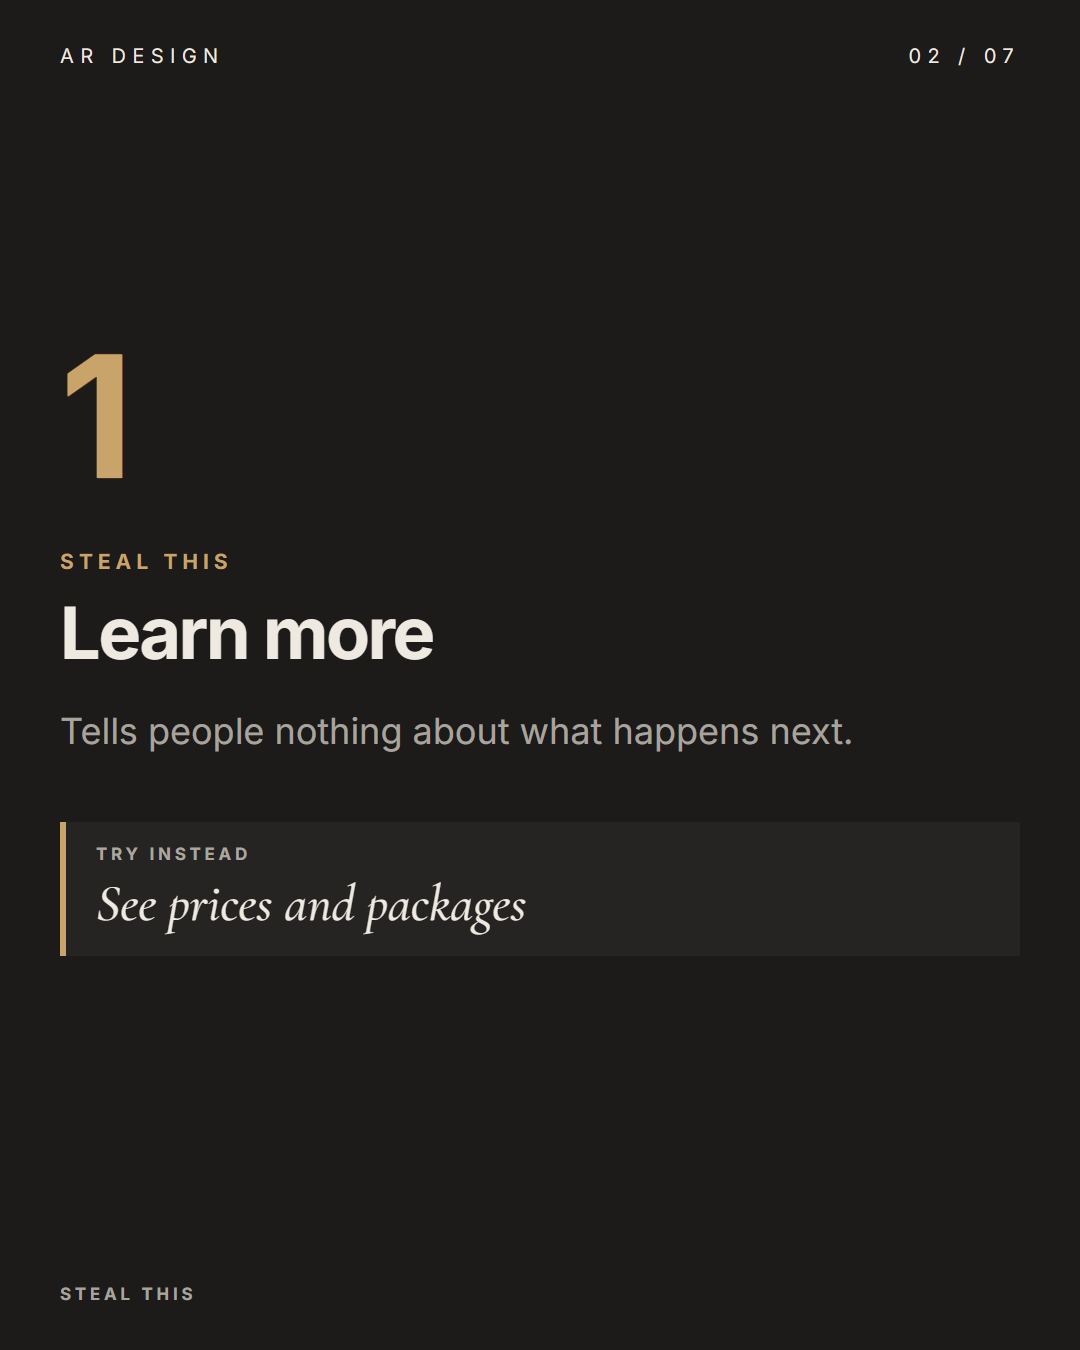 AR DESIGN
02 / 07
1
STEAL THIS
Learn more
Tells people nothing about what happens next.
TRY INSTEAD
See prices and packages
STEAL THIS